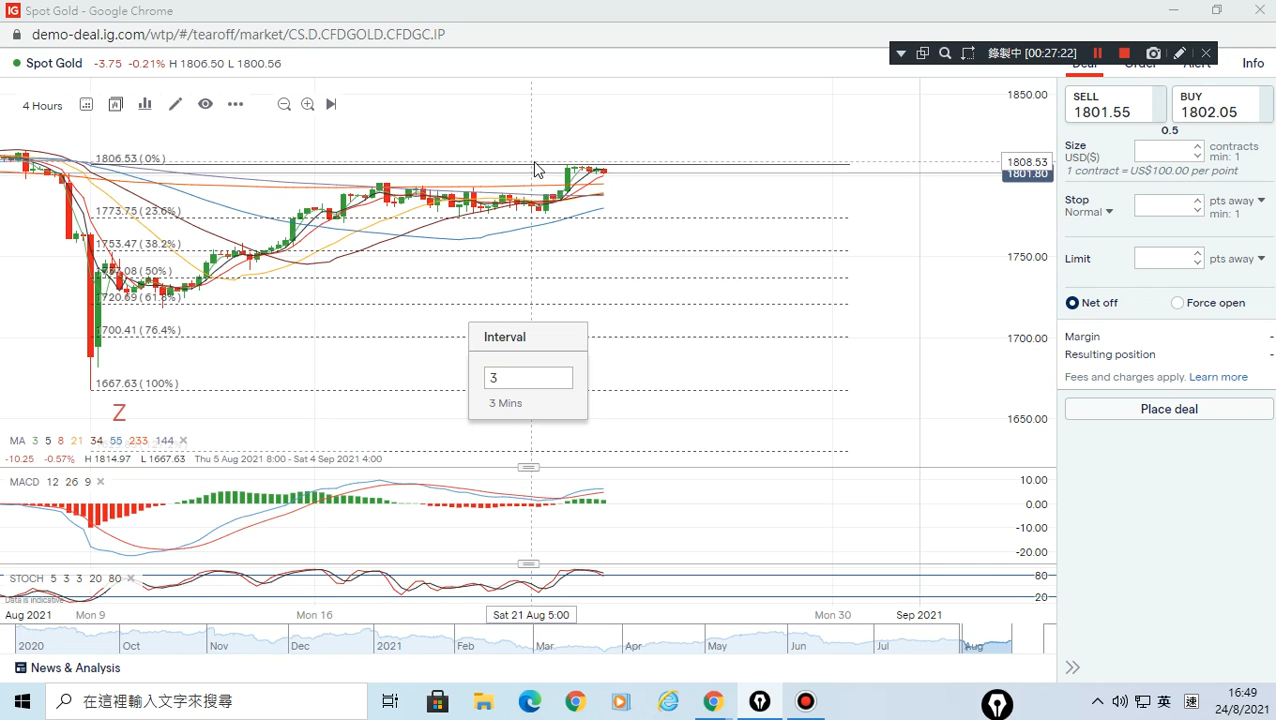 IG Spot Gold - Google Chrome
demo-deal.ig.com/wtp/#/tearoff/market/CS.D.CFDGOLD.CFDGC.IP
Spot Gold -3.75 -0.21% H 1806.50 L 1800.56
錄製中 [00:27:22]
Info
4 Hours
1850.00
1808.53
1801.80
1750.00
1700.00
1650.00
1806.53 ( 0% )
1773.75 ( 23.6% )
1753.47 ( 38.2% )
1737.08 ( 50% )
1720.69 ( 61.8% )
1700.41 ( 76.4% )
1667.63 ( 100% )
Z
Interval
3
3 Mins
MA 3 5 8 21 34 55 233 144
-10.25 -0.57% H 1814.97 L 1667.63 Thu 5 Aug 2021 8:00 - Sat 4 Sep 2021 4:00
MACD 12 26 9
10.00
0.00
-10.00
-20.00
STOCH 5 3 3 20 80
80
20
Data is indicative
Aug 2021 Mon 9 Mon 16 Sat 21 Aug 5:00 Mon 30 Sep 2021
2020 Oct Nov Dec 2021 Feb Mar Apr May Jun Jul Aug
News & Analysis
SELL
1801.55
BUY
1802.05
0.5
Size
USD($)
contracts
min: 1
1 contract = US$100.00 per point
Stop
Normal
pts away
min: 1
Limit
pts away
Net off
Force open
Margin -
Resulting position -
Fees and charges apply. Learn more
Place deal
在這裡輸入文字來搜尋
英
速
16:49
24/8/2021